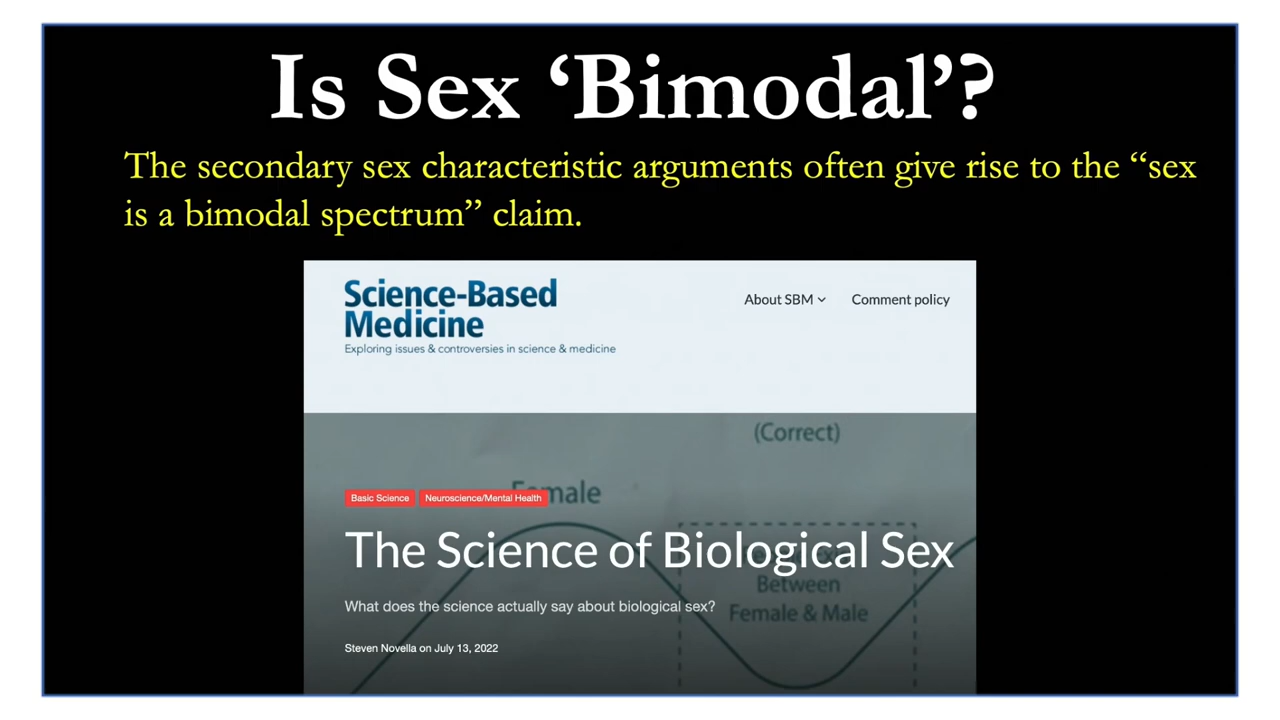 Is Sex ‘Bimodal’?
The secondary sex characteristic arguments often give rise to the “sex
is a bimodal spectrum” claim.
Science-Based
Medicine
Exploring issues & controversies in science & medicine
About SBM
Comment policy
(Correct)
Female
Basic Science
Neuroscience/Mental Health
The Science of Biological Sex
Between
Female & Male
What does the science actually say about biological sex?
Steven Novella on July 13, 2022